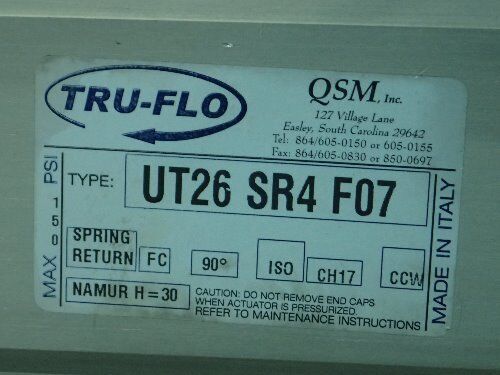 TRU-FLO
QSM, Inc.
127 Village Lane
Easley, South Carolina 29642
Tel: 864/605-0150 or 605-0155
Fax: 864/605-0830 or 850-0697
MAX 150 PSI
TYPE: UT26 SR4 F07
SPRING
RETURN FC 90° ISO CH17 CCW
NAMUR H=30
CAUTION: DO NOT REMOVE END CAPS
WHEN ACTUATOR IS PRESSURIZED.
REFER TO MAINTENANCE INSTRUCTIONS
MADE IN ITALY